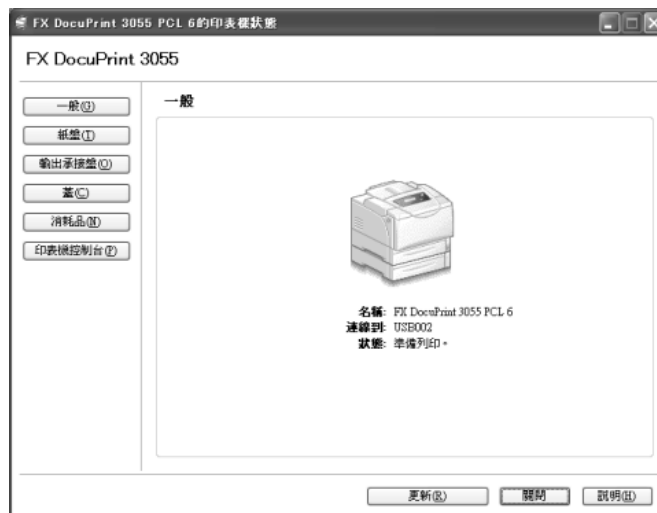 FX DocuPrint 3055 PCL 6的印表機狀態
FX DocuPrint 3055
一般(G)
紙盤(T)
輸出承接盤(O)
蓋(C)
消耗品(N)
印表機控制台(P)
一般
名稱: FX DocuPrint 3055 PCL 6
連線到: USB002
狀態: 準備列印。
更新(R)
關閉
說明(H)